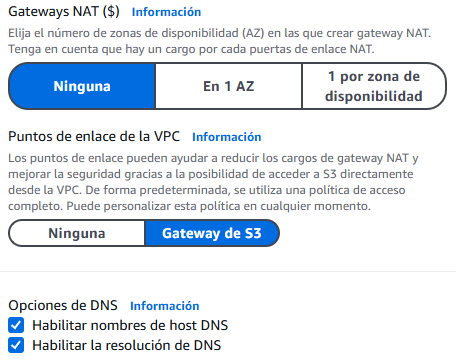 Gateways NAT ($) Información
Elija el número de zonas de disponibilidad (AZ) en las que crear gateway NAT.
Tenga en cuenta que hay un cargo por cada puertas de enlace NAT.
Ninguna En 1 AZ 1 por zona de
disponibilidad
Puntos de enlace de la VPC Información
Los puntos de enlace pueden ayudar a reducir los cargos de gateway NAT y
mejorar la seguridad gracias a la posibilidad de acceder a S3 directamente
desde la VPC. De forma predeterminada, se utiliza una política de acceso
completo. Puede personalizar esta política en cualquier momento.
Ninguna Gateway de S3
Opciones de DNS Información
Habilitar nombres de host DNS
Habilitar la resolución de DNS